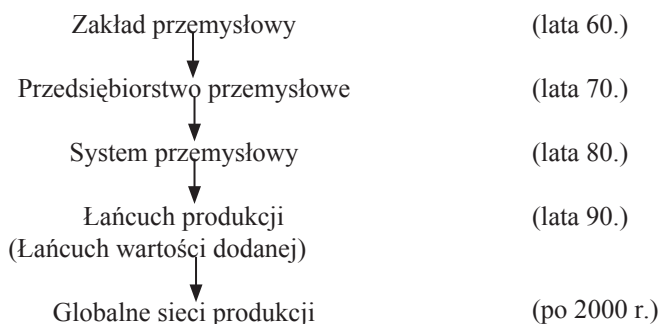 Zakład przemysłowy (lata 60.)
Przedsiębiorstwo przemysłowe (lata 70.)
System przemysłowy (lata 80.)
Łańcuch produkcji (lata 90.)
(Łańcuch wartości dodanej)
Globalne sieci produkcji (po 2000 r.)